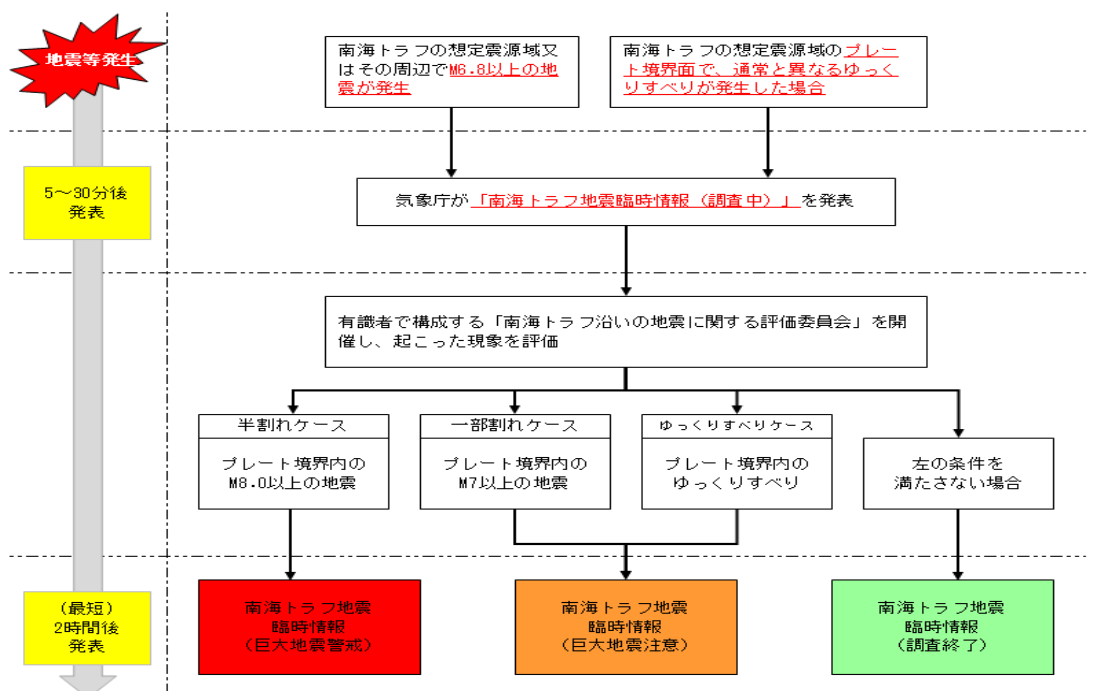 地震等発生
南海トラフの想定震源域又
はその周辺でM6.8以上の地
震が発生
南海トラフの想定震源域のプレー
ト境界面で、通常と異なるゆっく
りすべりが発生した場合
5～30分後
発表
気象庁が「南海トラフ地震臨時情報（調査中）」を発表
有識者で構成する「南海トラフ沿いの地震に関する評価委員会」を開
催し、起こった現象を評価
半割れケース
プレート境界内の
M8.0以上の地震
一部割れケース
プレート境界内の
M7以上の地震
ゆっくりすべりケース
プレート境界内の
ゆっくりすべり
左の条件を
満たさない場合
（最短）
2時間後
発表
南海トラフ地震
臨時情報
（巨大地震警戒）
南海トラフ地震
臨時情報
（巨大地震注意）
南海トラフ地震
臨時情報
（調査終了）